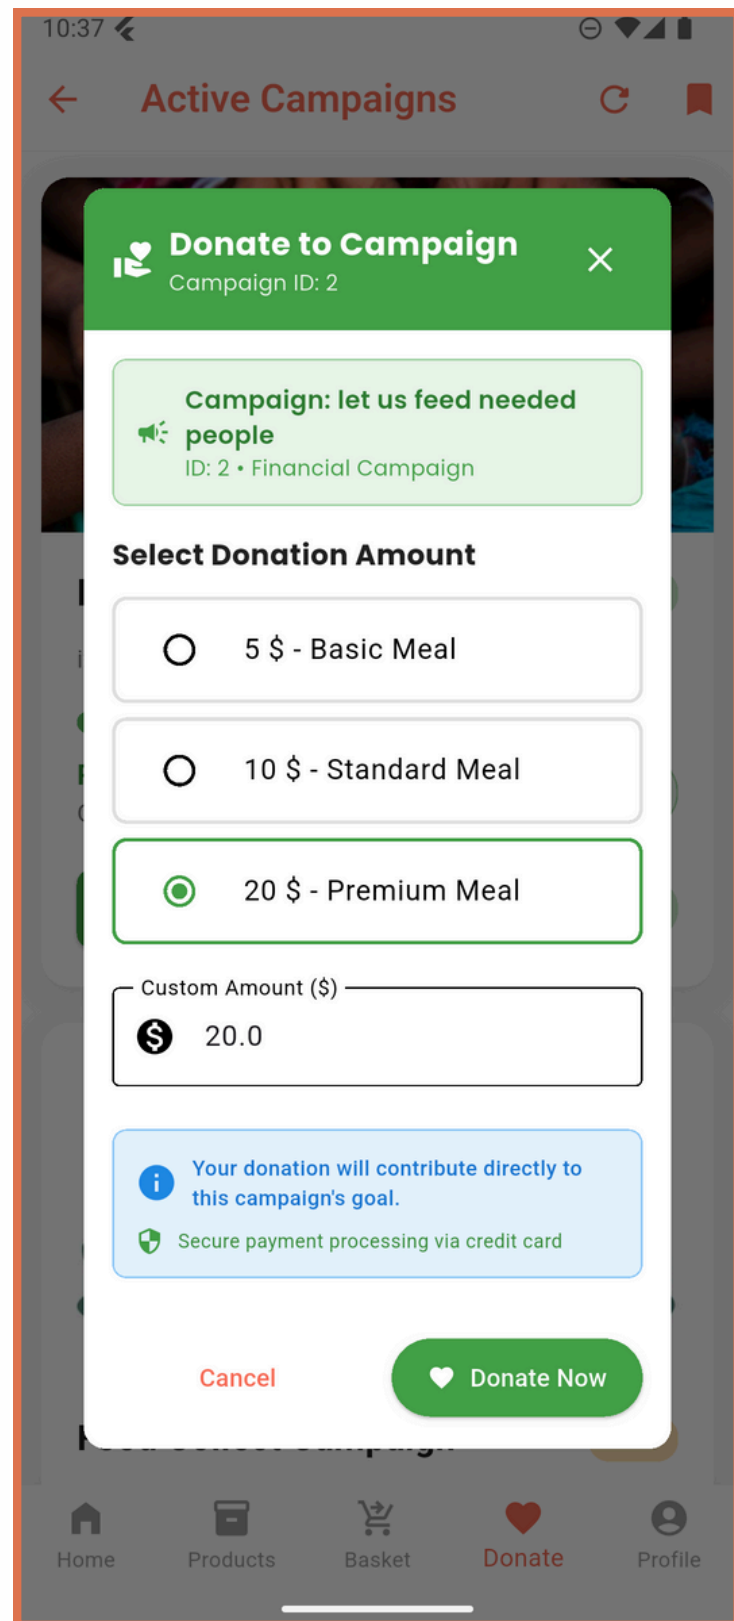 10:37
Active Campaigns
Donate to Campaign
Campaign ID: 2
Campaign: let us feed needed
people
ID: 2 • Financial Campaign
Select Donation Amount
5 $ - Basic Meal
10 $ - Standard Meal
20 $ - Premium Meal
Custom Amount ($)
20.0
Your donation will contribute directly to
this campaign's goal.
Secure payment processing via credit card
Cancel
Donate Now
Home
Products
Basket
Donate
Profile